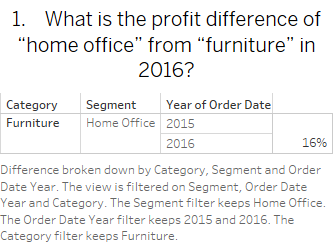 1. What is the profit difference of
“home office” from “furniture” in
2016?
Category Segment Year of Order Date
Furniture Home Office 2015
2016 16%
Difference broken down by Category, Segment and Order
Date Year. The view is filtered on Segment, Order Date
Year and Category. The Segment filter keeps Home Office.
The Order Date Year filter keeps 2015 and 2016. The
Category filter keeps Furniture.